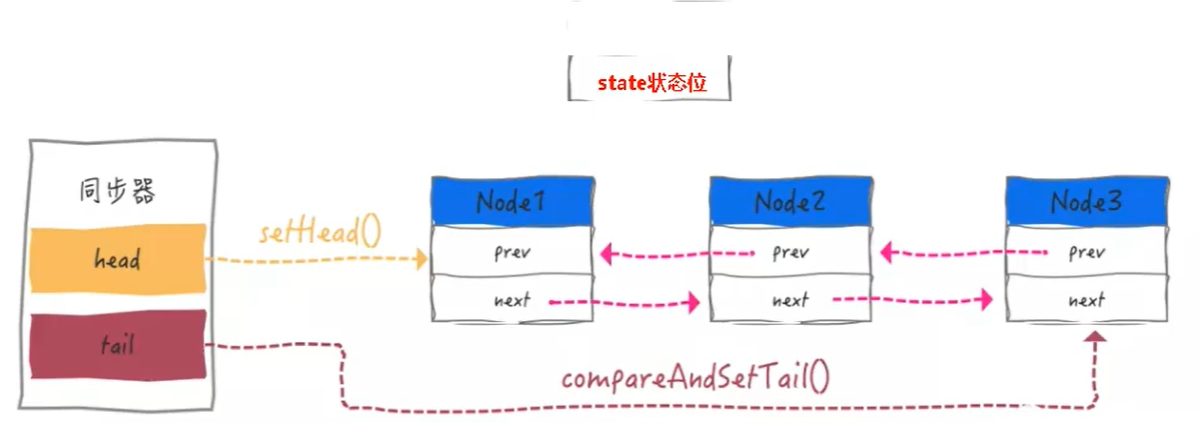 state状态位
同步器
head
tail
setHead()
Node1
prev
next
Node2
prev
next
Node3
prev
next
compareAndSetTail()